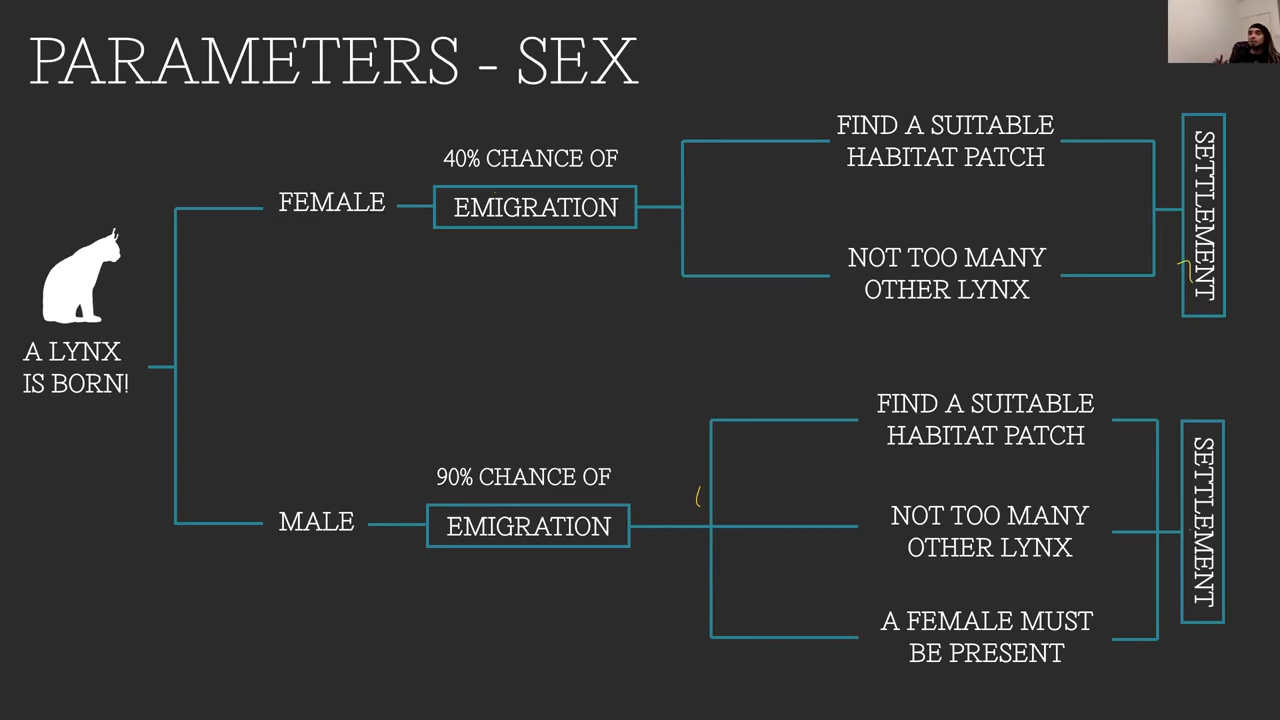 PARAMETERS - SEX
A LYNX
IS BORN!
FEMALE
40% CHANCE OF
EMIGRATION
FIND A SUITABLE
HABITAT PATCH
NOT TOO MANY
OTHER LYNX
SETTLEMENT
MALE
90% CHANCE OF
EMIGRATION
FIND A SUITABLE
HABITAT PATCH
NOT TOO MANY
OTHER LYNX
A FEMALE MUST
BE PRESENT
SETTLEMENT